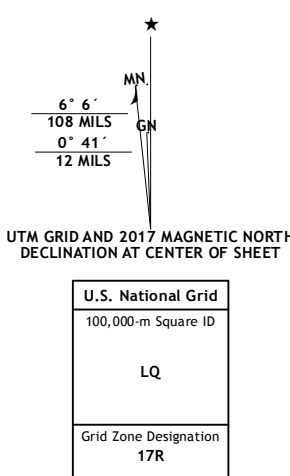 MN.
6° 6´
108 MILS
GN
0° 41´
12 MILS
UTM GRID AND 2017 MAGNETIC NORTH
DECLINATION AT CENTER OF SHEET
U.S. National Grid
100,000-m Square ID
LQ
Grid Zone Designation
17R